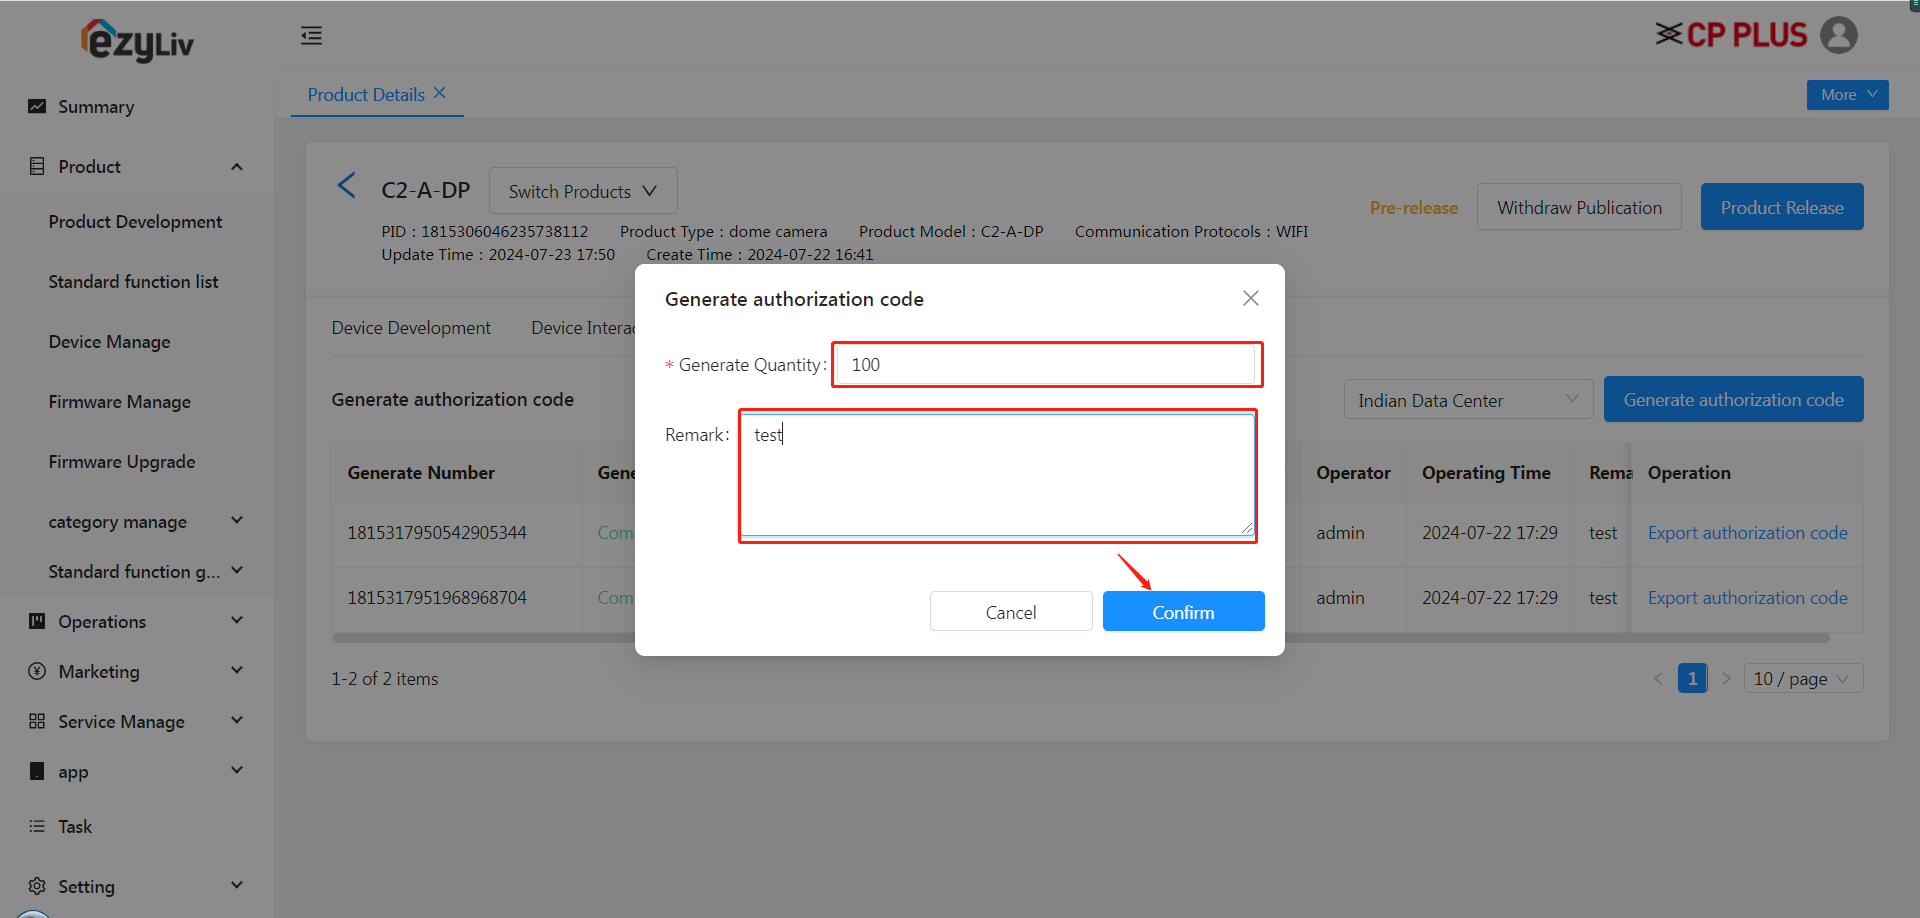 ezyLiv
CP PLUS
Summary
Product
Product Development
Standard function list
Device Manage
Firmware Manage
Firmware Upgrade
category manage
Standard function g...
Operations
Marketing
Service Manage
app
Task
Setting
Product Details
More
C2-A-DP
Switch Products
Pre-release
Withdraw Publication
Product Release
PID : 1815306046235738112 Product Type : dome camera Product Model : C2-A-DP Communication Protocols : WIFI
Update Time : 2024-07-23 17:50 Create Time : 2024-07-22 16:41
Device Development
Device Interac
Generate authorization code
Indian Data Center
Generate authorization code
Generate Number Gene Operator Operating Time Rema Operation
1815317950542905344 Com admin 2024-07-22 17:29 test Export authorization code
1815317951968968704 Com admin 2024-07-22 17:29 test Export authorization code
1-2 of 2 items
1
10 / page
Generate authorization code
* Generate Quantity: 100
Remark: test
Cancel
Confirm